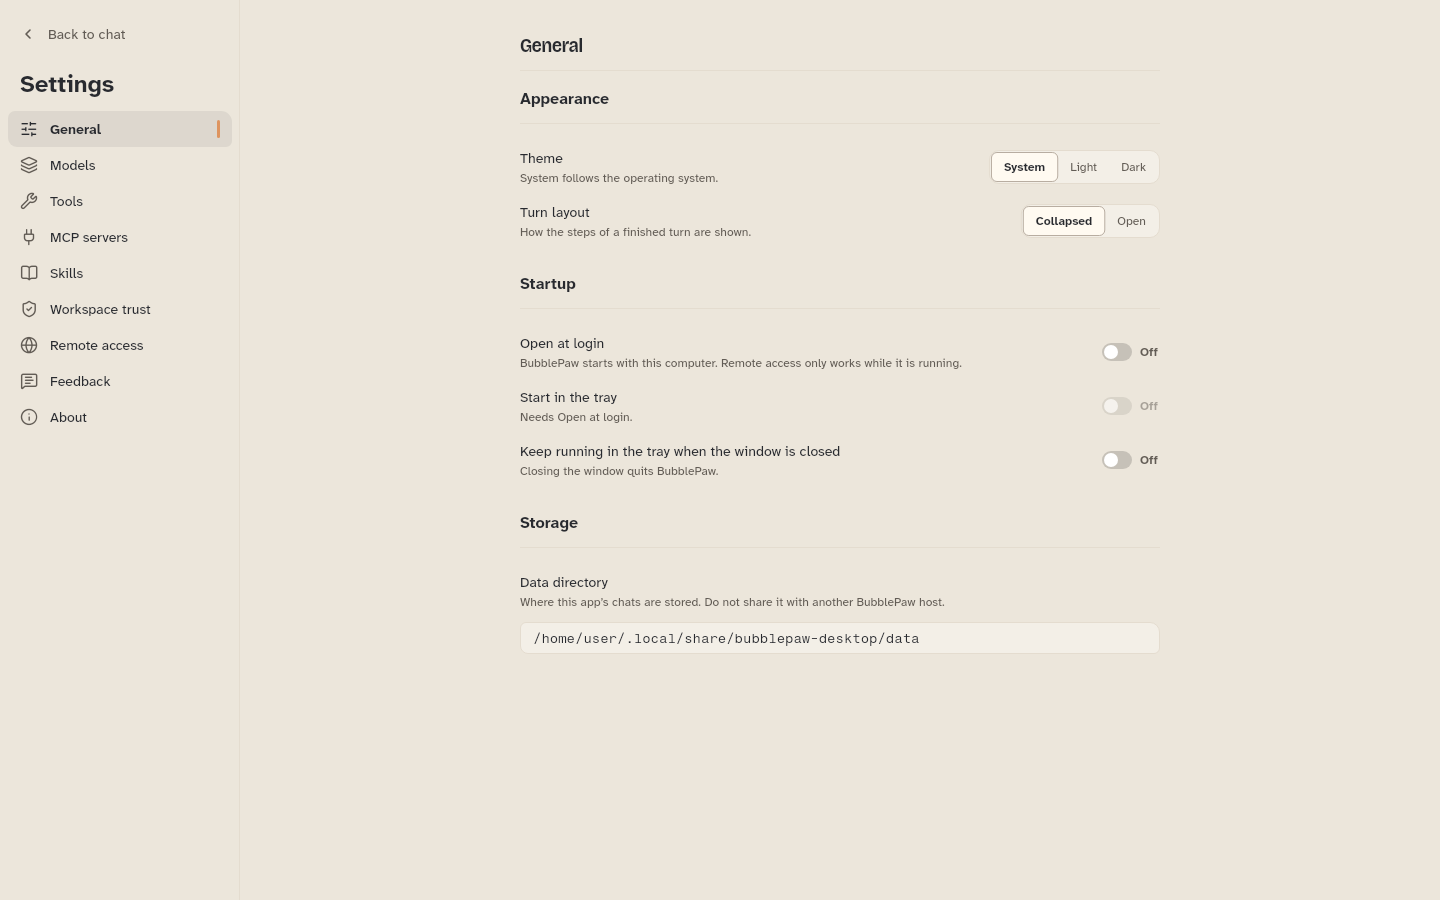 Back to chat
Settings
General
Models
Tools
MCP servers
Skills
Workspace trust
Remote access
Feedback
About
General
Appearance
Theme
System follows the operating system.
System Light Dark
Turn layout
How the steps of a finished turn are shown.
Collapsed Open
Startup
Open at login
BubblePaw starts with this computer. Remote access only works while it is running.
Off
Start in the tray
Needs Open at login.
Off
Keep running in the tray when the window is closed
Closing the window quits BubblePaw.
Off
Storage
Data directory
Where this app's chats are stored. Do not share it with another BubblePaw host.
/home/user/.local/share/bubblepaw-desktop/data